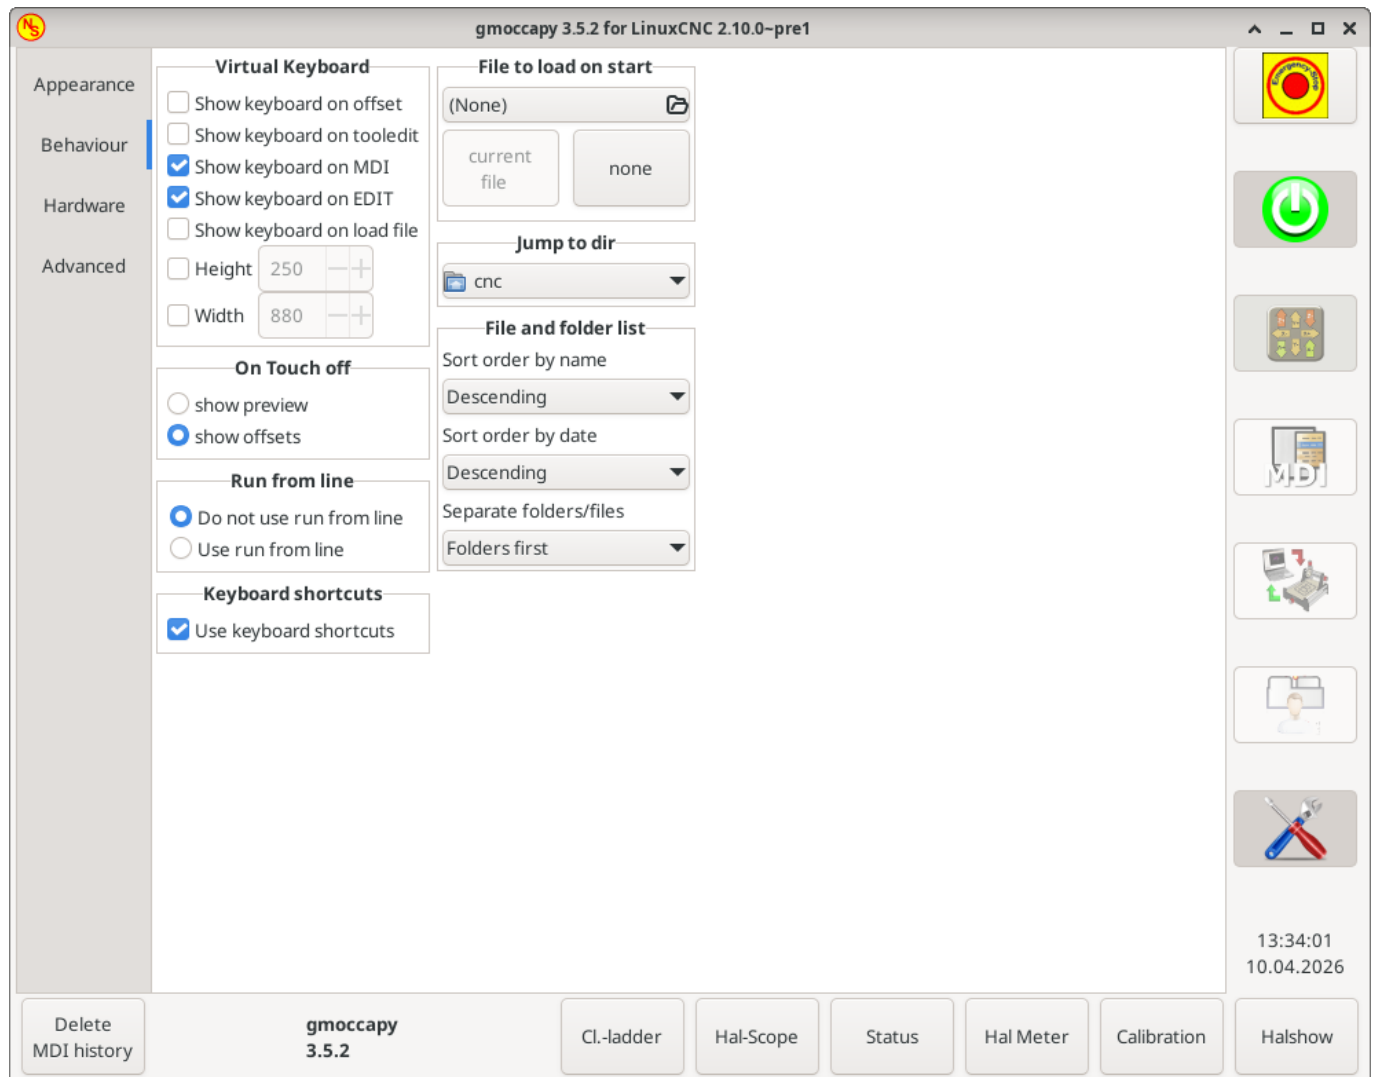 NS
gmoccapy 3.5.2 for LinuxCNC 2.10.0~pre1
Appearance
Behaviour
Hardware
Advanced
Virtual Keyboard
Show keyboard on offset
Show keyboard on tooledit
Show keyboard on MDI
Show keyboard on EDIT
Show keyboard on load file
Height 250
Width 880
On Touch off
show preview
show offsets
Run from line
Do not use run from line
Use run from line
Keyboard shortcuts
Use keyboard shortcuts
File to load on start
(None)
current
file
none
Jump to dir
cnc
File and folder list
Sort order by name
Descending
Sort order by date
Descending
Separate folders/files
Folders first
Emergency-Stop
MDI
13:34:01
10.04.2026
Delete
MDI history
gmoccapy
3.5.2
Cl.-ladder
Hal-Scope
Status
Hal Meter
Calibration
Halshow